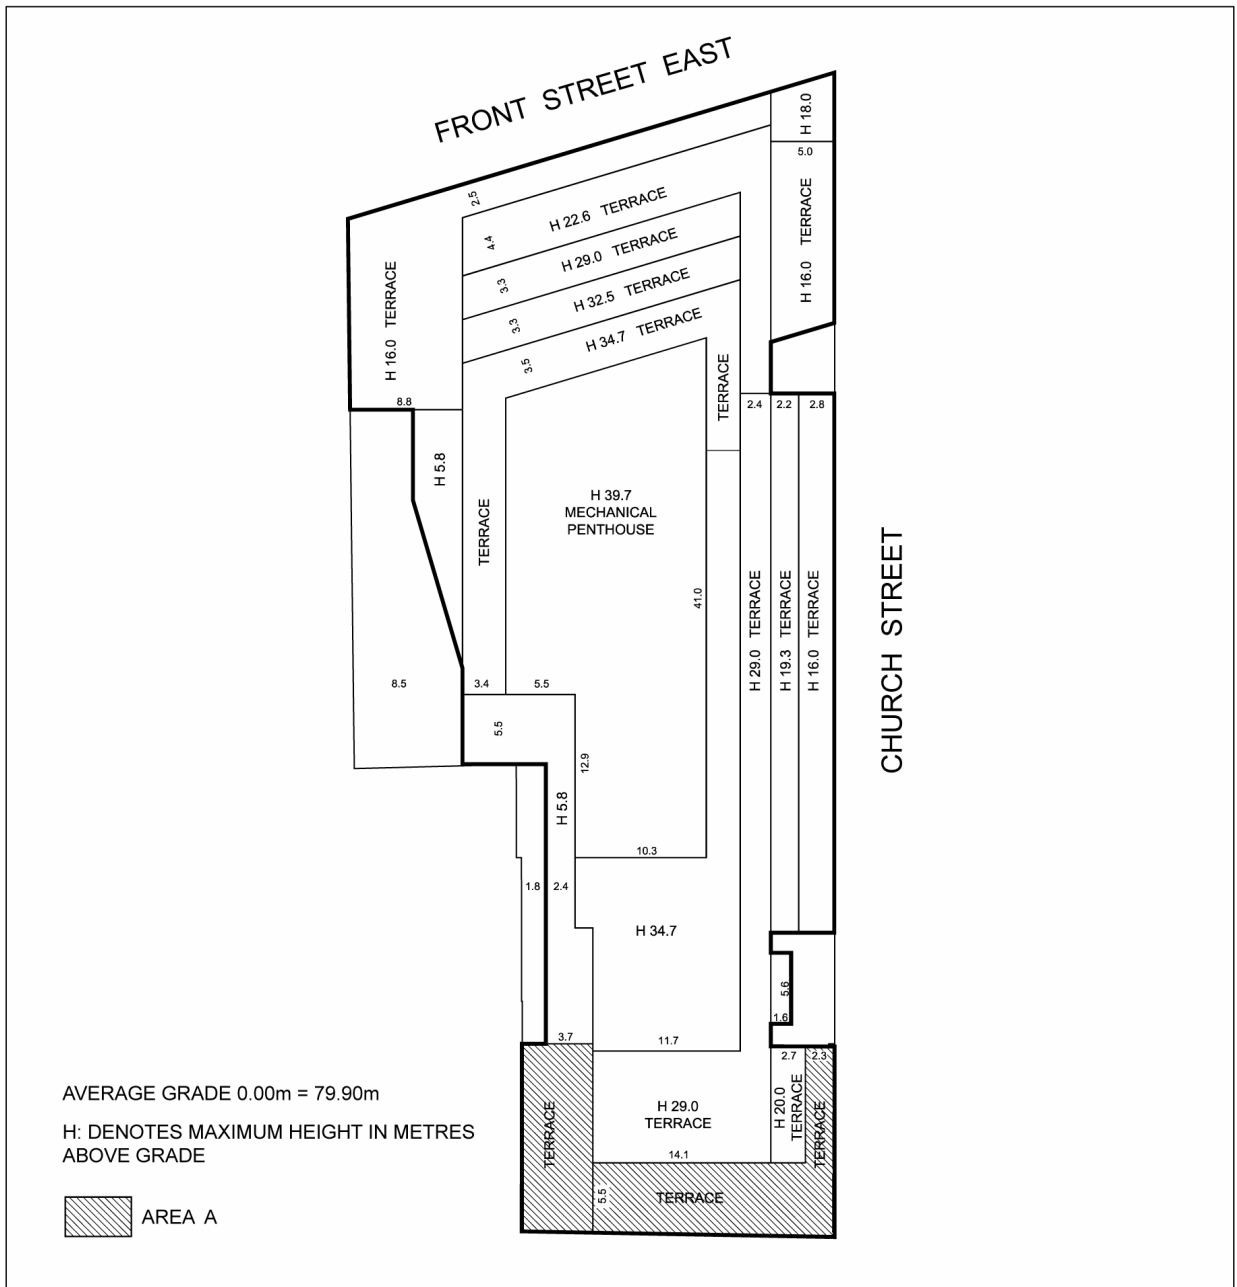 FRONT STREET EAST
H 18.0
5.0
H 16.0 TERRACE
2.5
H 22.6 TERRACE
4.4
H 29.0 TERRACE
3.3
H 32.5 TERRACE
3.3
H 34.7 TERRACE
3.5
TERRACE
H 16.0 TERRACE
8.8
2.4
2.2
2.8
H 5.8
TERRACE
H 39.7
MECHANICAL
PENTHOUSE
41.0
H 29.0 TERRACE
H 19.3 TERRACE
H 16.0 TERRACE
CHURCH STREET
8.5
3.4
5.5
5.5
12.9
H 5.8
10.3
1.8
2.4
H 34.7
5.6
1.6
3.7
11.7
2.7
2.3
TERRACE
H 29.0
TERRACE
H 20.0
TERRACE
TERRACE
14.1
5.5
TERRACE
AVERAGE GRADE 0.00m = 79.90m
H: DENOTES MAXIMUM HEIGHT IN METRES
ABOVE GRADE
AREA A